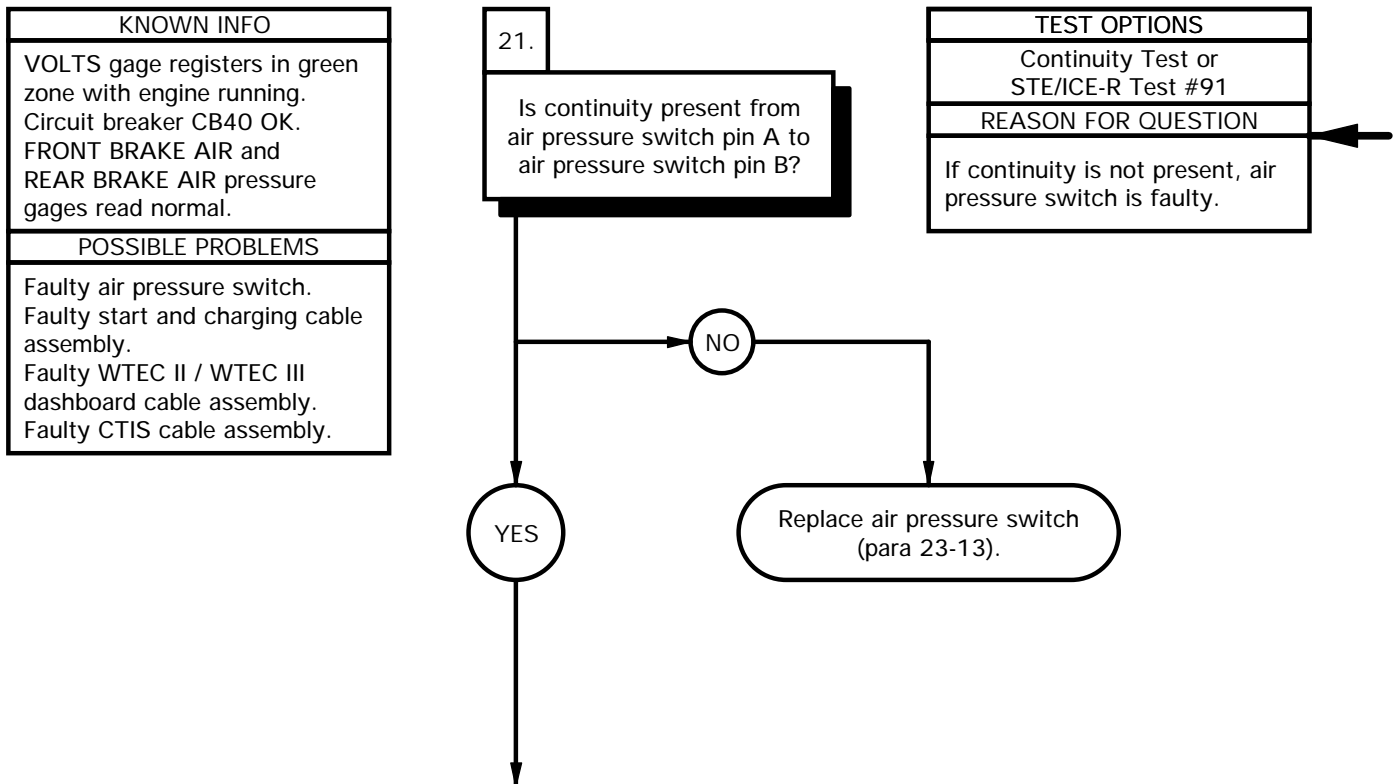 KNOWN INFO
VOLTS gage registers in green
zone with engine running.
Circuit breaker CB40 OK.
FRONT BRAKE AIR and
REAR BRAKE AIR pressure
gages read normal.
POSSIBLE PROBLEMS
Faulty air pressure switch.
Faulty start and charging cable
assembly.
Faulty WTEC II / WTEC III
dashboard cable assembly.
Faulty CTIS cable assembly.
21.
Is continuity present from
air pressure switch pin A to
air pressure switch pin B?
TEST OPTIONS
Continuity Test or
STE/ICE-R Test #91
REASON FOR QUESTION
If continuity is not present, air
pressure switch is faulty.
NO
YES
Replace air pressure switch
(para 23-13).